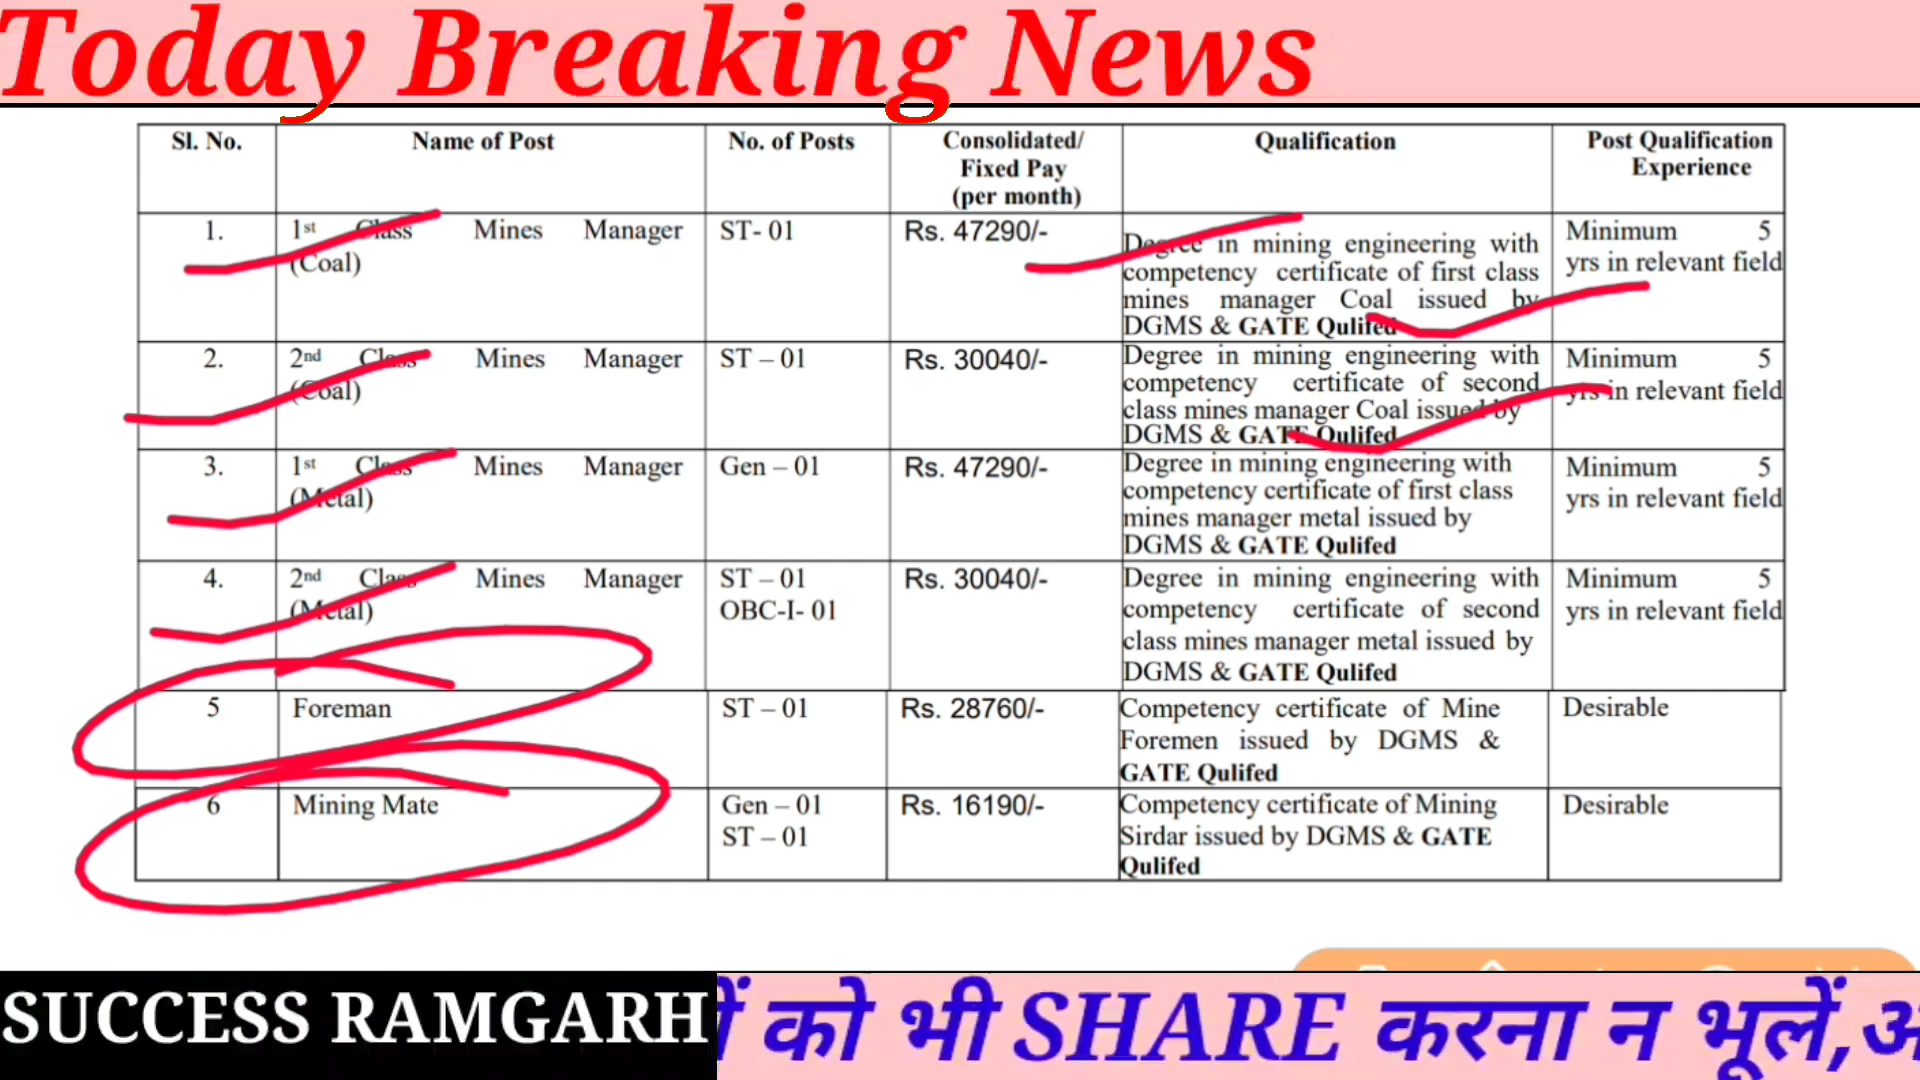 Today Breaking News
Sl. No. Name of Post No. of Posts Consolidated/ Fixed Pay (per month) Qualification Post Qualification Experience
1. 1st Class Mines Manager (Coal) ST- 01 Rs. 47290/- Degree in mining engineering with competency certificate of first class mines manager Coal issued by DGMS & GATE Qulifed Minimum 5 yrs in relevant field
2. 2nd Class Mines Manager (Coal) ST – 01 Rs. 30040/- Degree in mining engineering with competency certificate of second class mines manager Coal issued by DGMS & GATE Qulifed Minimum 5 yrs in relevant field
3. 1st Class Mines Manager (Metal) Gen – 01 Rs. 47290/- Degree in mining engineering with competency certificate of first class mines manager metal issued by DGMS & GATE Qulifed Minimum 5 yrs in relevant field
4. 2nd Class Mines Manager (Metal) ST – 01 OBC-I- 01 Rs. 30040/- Degree in mining engineering with competency certificate of second class mines manager metal issued by DGMS & GATE Qulifed Minimum 5 yrs in relevant field
5 Foreman ST – 01 Rs. 28760/- Competency certificate of Mine Foremen issued by DGMS & GATE Qulifed Desirable
6 Mining Mate Gen – 01 ST – 01 Rs. 16190/- Competency certificate of Mining Sirdar issued by DGMS & GATE Qulifed Desirable
SUCCESS RAMGARH को भी SHARE करना न भूलें,